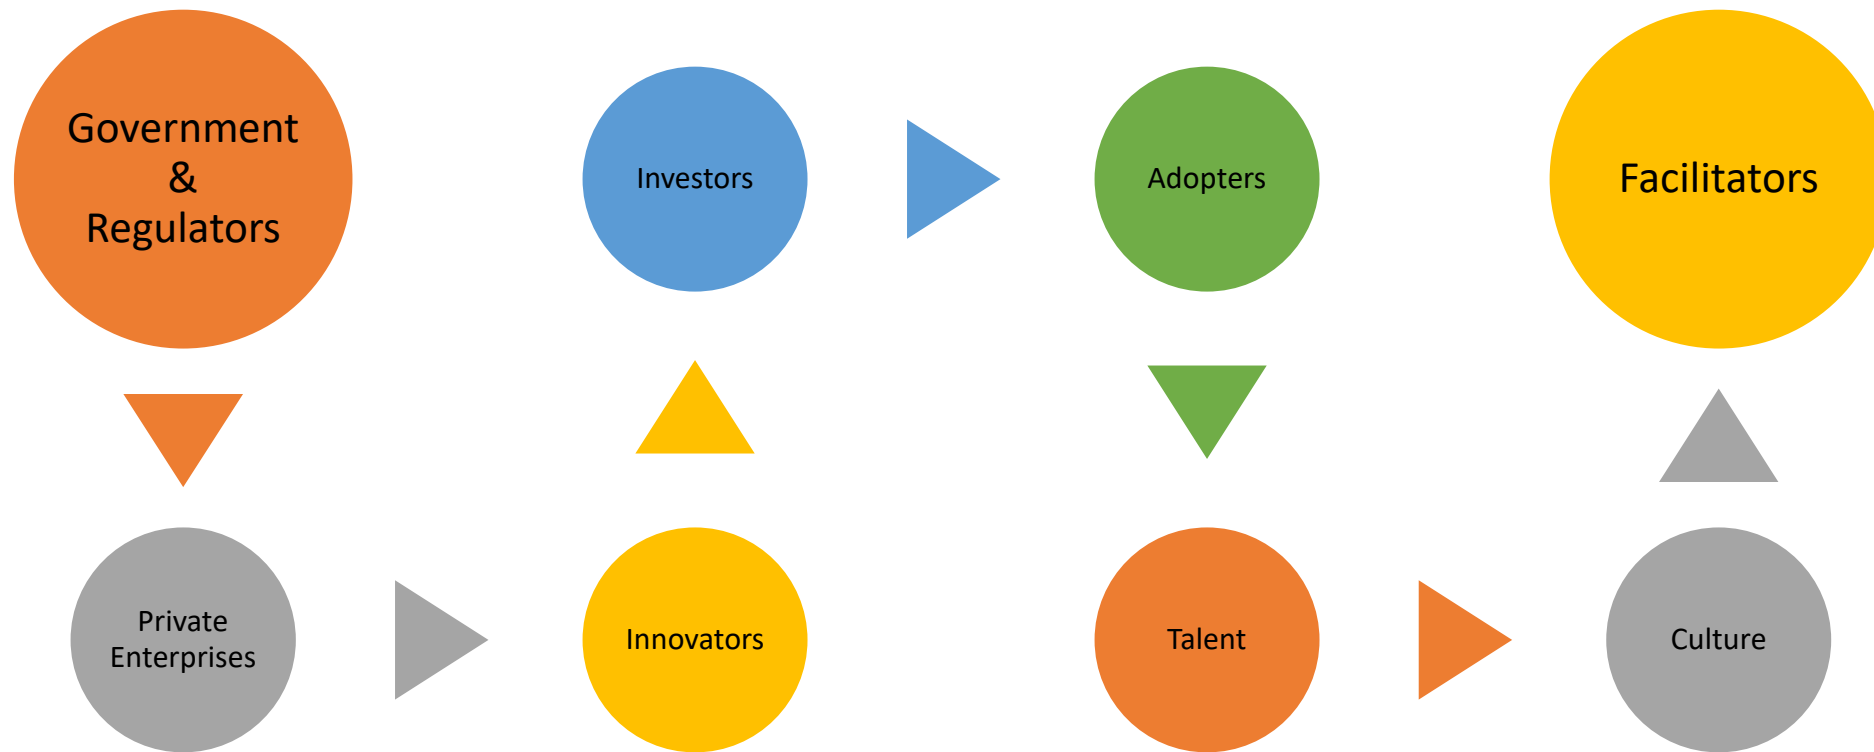 Government
&
Regulators
Private
Enterprises
Innovators
Investors
Adopters
Talent
Culture
Facilitators